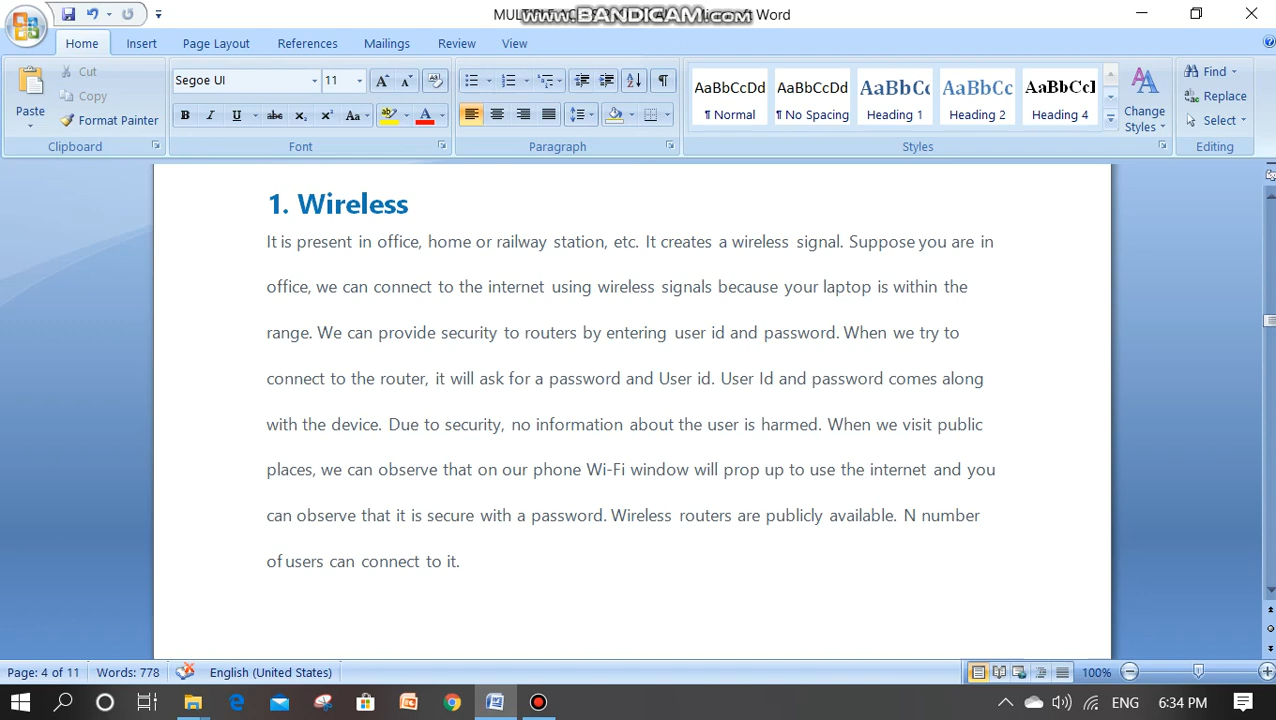 www.BANDICAM.com
Word
Home Insert Page Layout References Mailings Review View
Paste
Cut
Copy
Format Painter
Clipboard
Segoe UI 11
Font
Paragraph
AaBbCcDd AaBbCcDd AaBbCc AaBbCc AaBbCcI
¶ Normal ¶ No Spacing Heading 1 Heading 2 Heading 4
Change
Styles
Styles
Find
Replace
Select
Editing
1. Wireless
It is present in office, home or railway station, etc. It creates a wireless signal. Suppose you are in
office, we can connect to the internet using wireless signals because your laptop is within the
range. We can provide security to routers by entering user id and password. When we try to
connect to the router, it will ask for a password and User id. User Id and password comes along
with the device. Due to security, no information about the user is harmed. When we visit public
places, we can observe that on our phone Wi-Fi window will prop up to use the internet and you
can observe that it is secure with a password. Wireless routers are publicly available. N number
of users can connect to it.
Page: 4 of 11 Words: 778 English (United States) 100%
ENG 6:34 PM